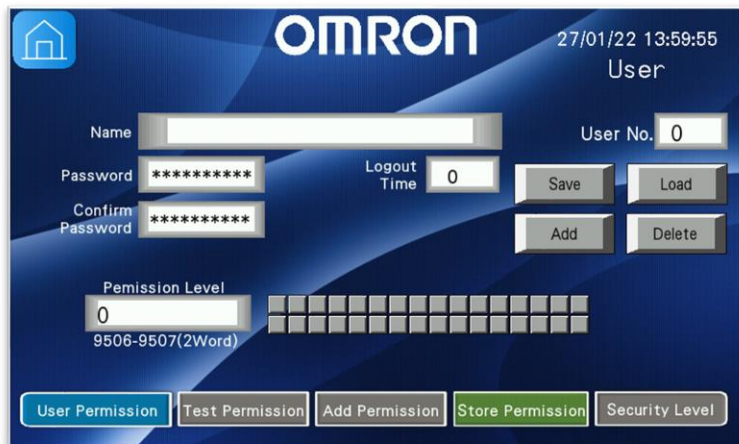 OMRON
27/01/22 13:59:55
User
Name
User No. 0
Password **********
Logout Time 0
Save Load
Confirm Password **********
Add Delete
Pemission Level
0
9506-9507(2Word)
User Permission Test Permission Add Permission Store Permission Security Level